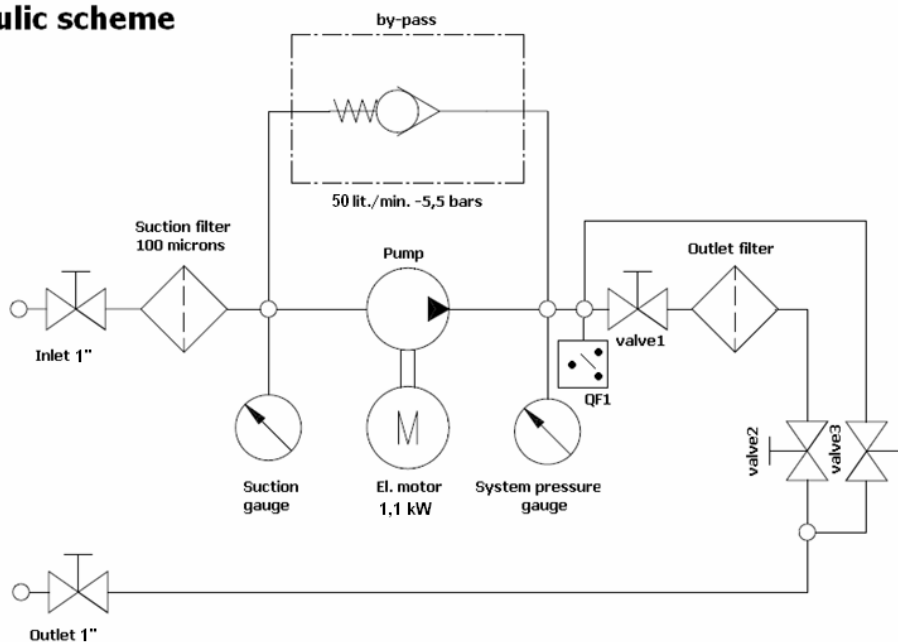 ulic scheme
by-pass
50 lit./min. -5,5 bars
Suction filter
100 microns
Pump
Outlet filter
Inlet 1"
valve1
QF1
valve2
valve3
Suction
gauge
El. motor
1,1 kW
M
System pressure
gauge
Outlet 1"